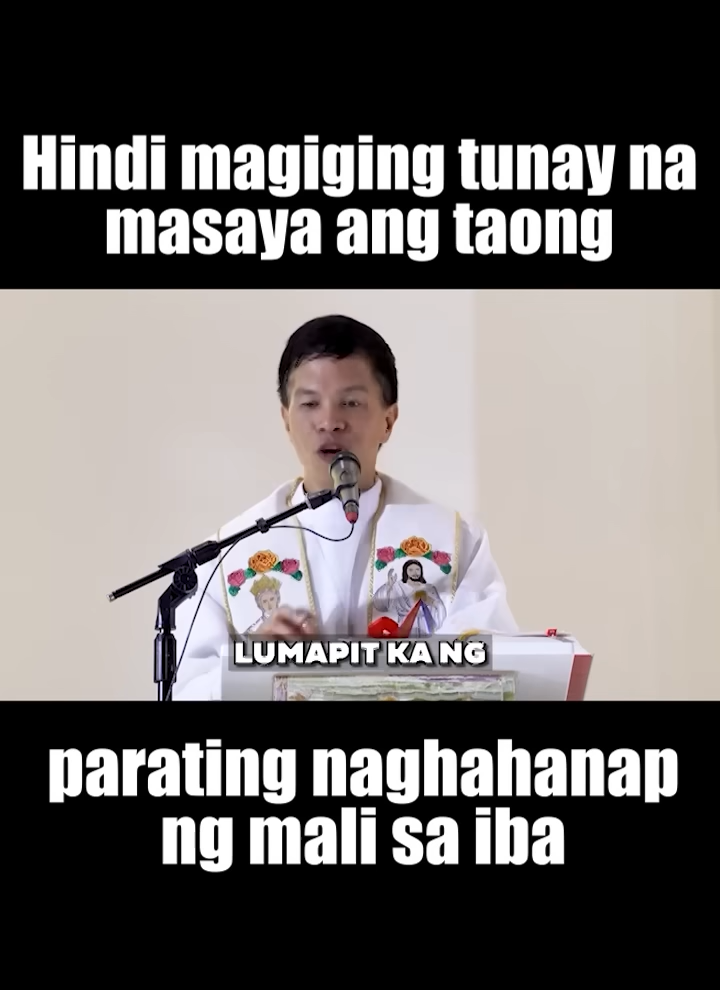 Hindi magiging tunay na
masaya ang taong
LUMAPIT KA NG
parating naghahanap
ng mali sa iba